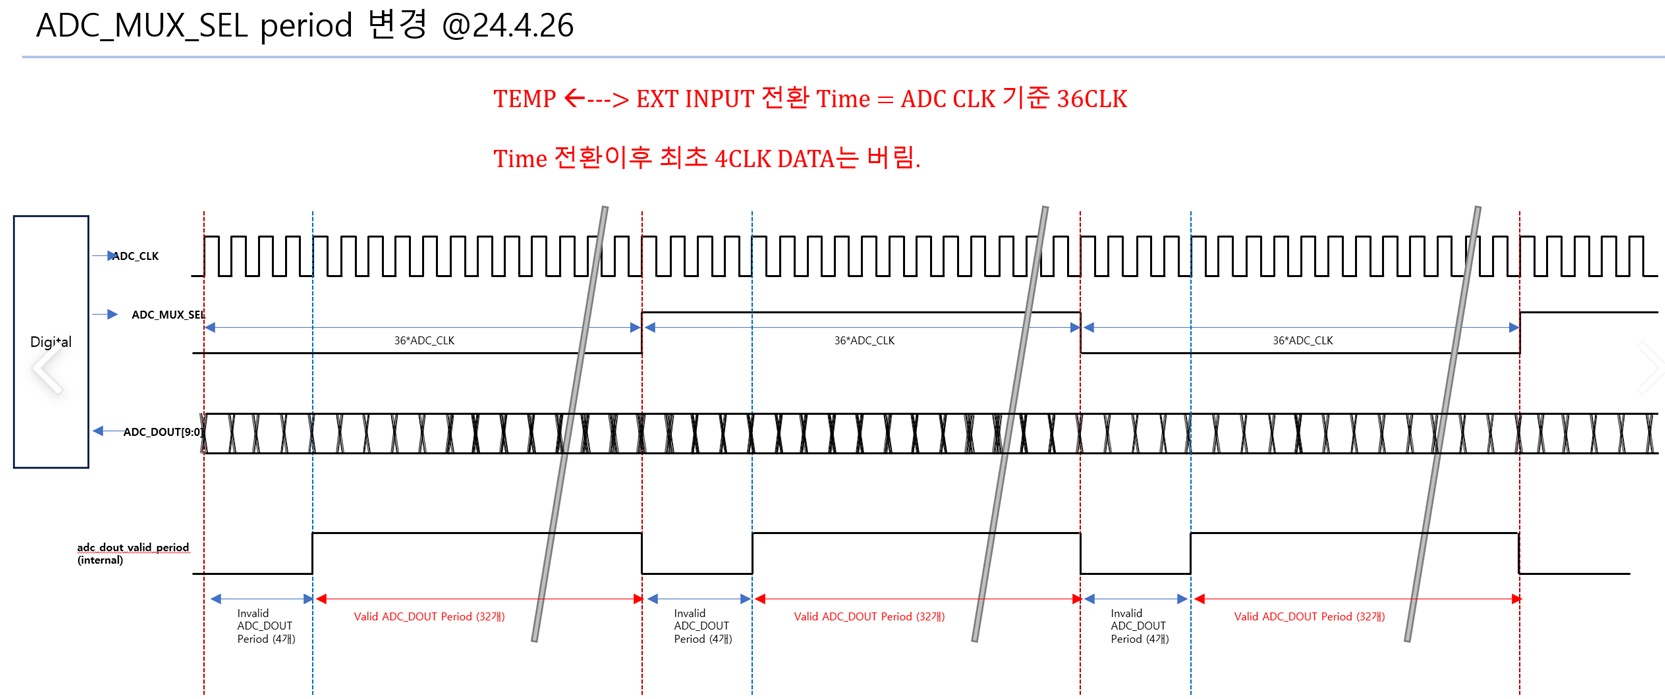 ADC_MUX_SEL period 변경 @24.4.26
TEMP ←---> EXT INPUT 전환 Time = ADC CLK 기준 36CLK
Time 전환이후 최초 4CLK DATA는 버림.
ADC_CLK
ADC_MUX_SEL
Digital
36*ADC_CLK
36*ADC_CLK
36*ADC_CLK
ADC_DOUT[9:0]
adc_dout_valid_period
(internal)
Invalid
ADC_DOUT
Period (4개)
Valid ADC_DOUT Period (32개)
Invalid
ADC_DOUT
Period (4개)
Valid ADC_DOUT Period (32개)
Invalid
ADC_DOUT
Period (4개)
Valid ADC_DOUT Period (32개)